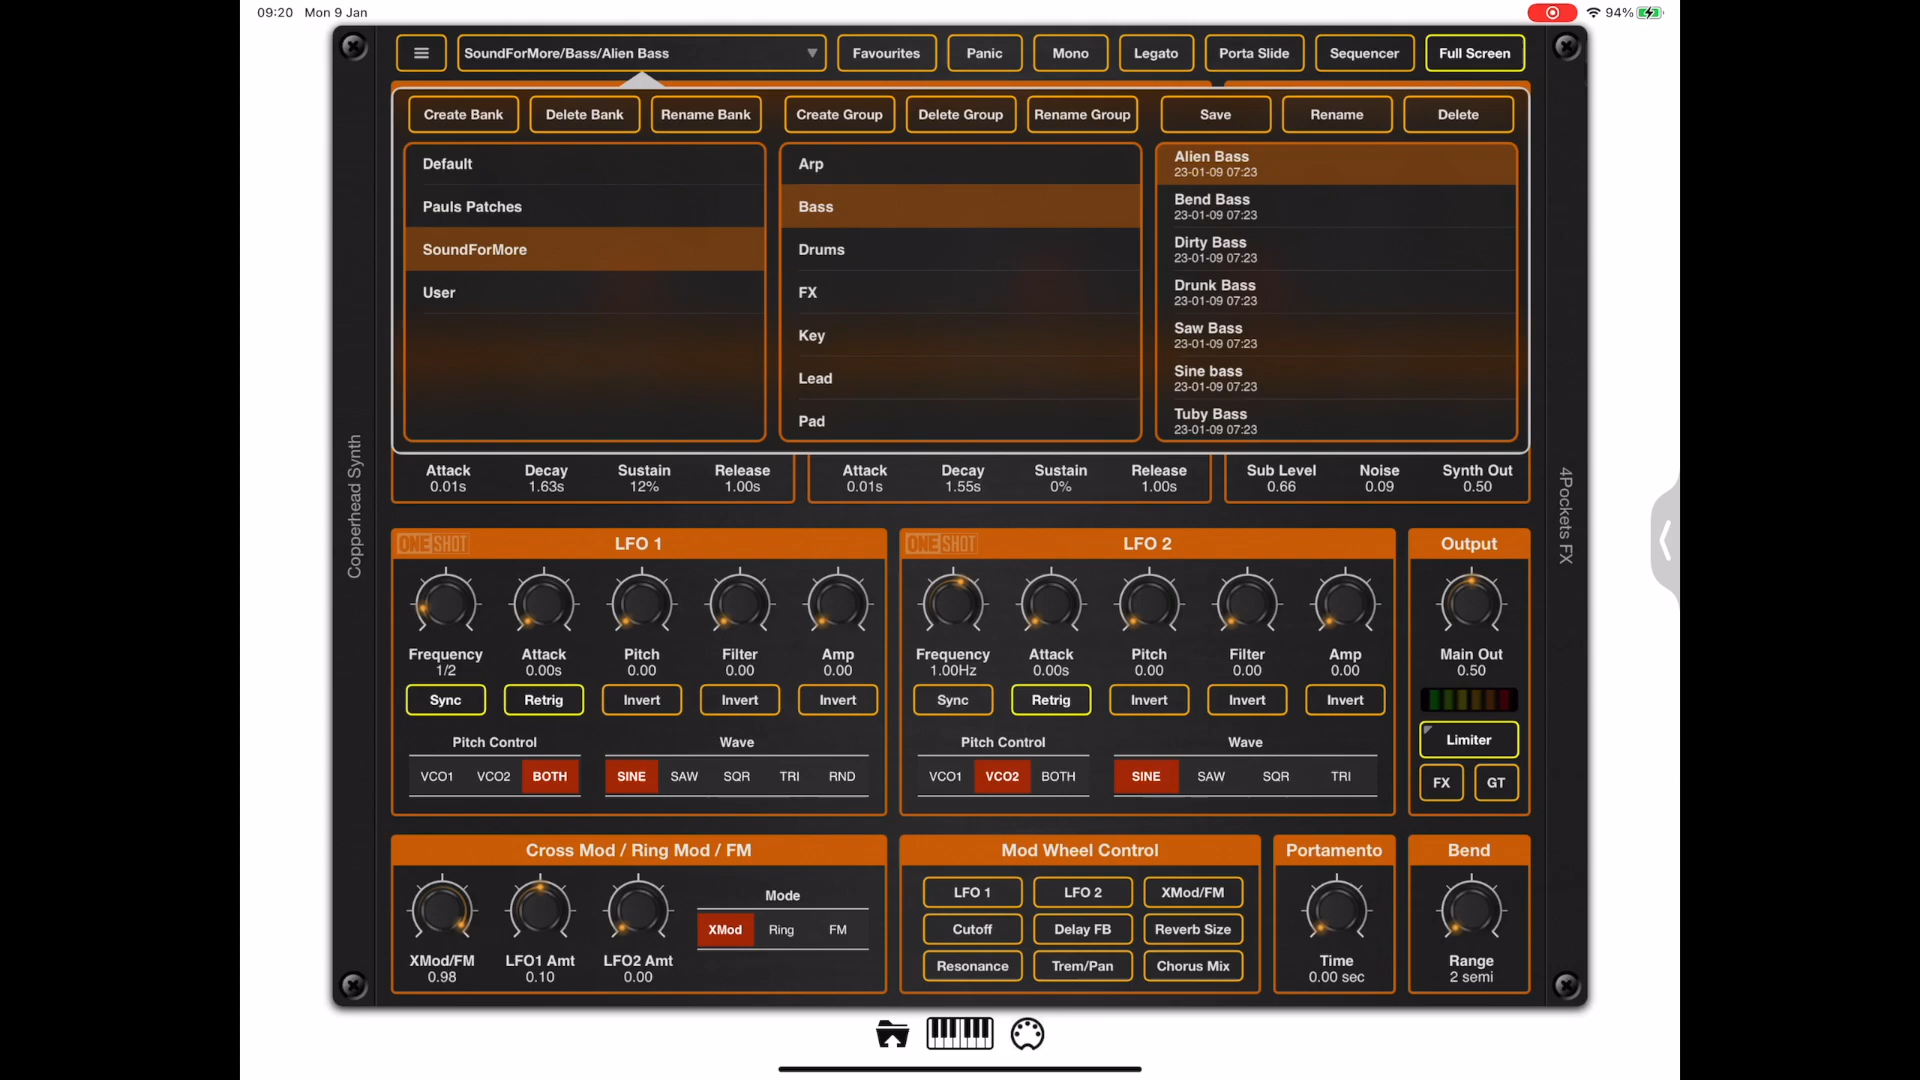 09:20 Mon 9 Jan
94%
SoundForMore/Bass/Alien Bass
Favourites
Panic
Mono
Legato
Porta Slide
Sequencer
Full Screen
Create Bank
Delete Bank
Rename Bank
Create Group
Delete Group
Rename Group
Save
Rename
Delete
Default
Pauls Patches
SoundForMore
User
Arp
Bass
Drums
FX
Key
Lead
Pad
Alien Bass
23-01-09 07:23
Bend Bass
23-01-09 07:23
Dirty Bass
23-01-09 07:23
Drunk Bass
23-01-09 07:23
Saw Bass
23-01-09 07:23
Sine bass
23-01-09 07:23
Tuby Bass
23-01-09 07:23
Copperhead Synth
4Pockets FX
Attack Decay Sustain Release
0.01s 1.63s 12% 1.00s
Attack Decay Sustain Release
0.01s 1.55s 0% 1.00s
Sub Level Noise Synth Out
0.66 0.09 0.50
ONE SHOT
LFO 1
Frequency Attack Pitch Filter Amp
1/2 0.00s 0.00 0.00 0.00
Sync Retrig Invert Invert Invert
Pitch Control Wave
VCO1 VCO2 BOTH SINE SAW SQR TRI RND
ONE SHOT
LFO 2
Frequency Attack Pitch Filter Amp
1.00Hz 0.00s 0.00 0.00 0.00
Sync Retrig Invert Invert Invert
Pitch Control Wave
VCO1 VCO2 BOTH SINE SAW SQR TRI
Output
Main Out
0.50
Limiter
FX GT
Cross Mod / Ring Mod / FM
Mode
XMod Ring FM
XMod/FM LFO1 Amt LFO2 Amt
0.98 0.10 0.00
Mod Wheel Control
LFO 1 LFO 2 XMod/FM
Cutoff Delay FB Reverb Size
Resonance Trem/Pan Chorus Mix
Portamento
Time
0.00 sec
Bend
Range
2 semi